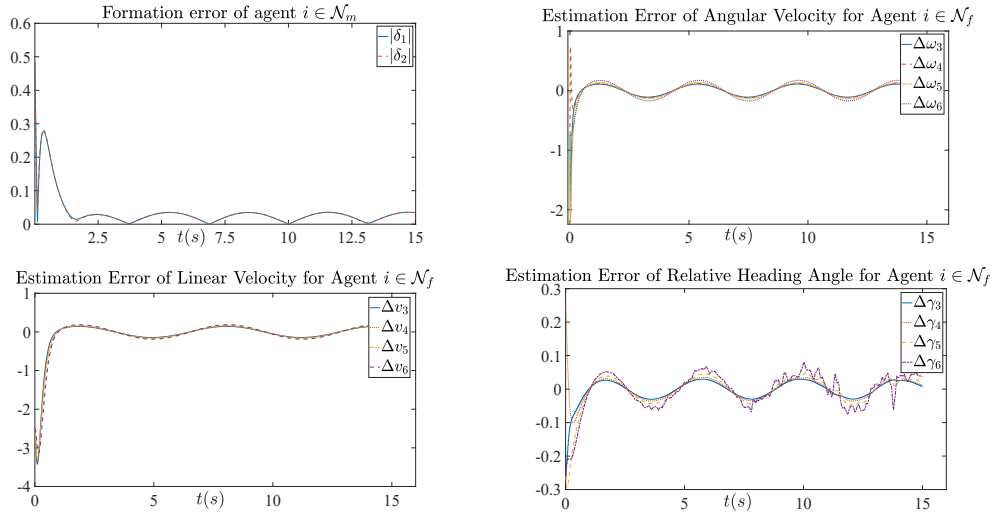 Formation error of agent i ∈ 𝒩_m
0.6
0.5
0.4
0.3
0.2
0.1
0
2.5
5
7.5
10
12.5
15
t(s)
|δ₁|
|δ₂|
Estimation Error of Angular Velocity for Agent i ∈ 𝒩_f
1
0
-1
-2
0
5
10
15
t(s)
Δω₃
Δω₄
Δω₅
Δω₆
Estimation Error of Linear Velocity for Agent i ∈ 𝒩_f
1
0
-1
-2
-3
-4
0
5
10
15
t(s)
Δv₃
Δv₄
Δv₅
Δv₆
Estimation Error of Relative Heading Angle for Agent i ∈ 𝒩_f
0.3
0.2
0.1
0
-0.1
-0.2
-0.3
0
5
10
15
t(s)
Δγ₃
Δγ₄
Δγ₅
Δγ₆